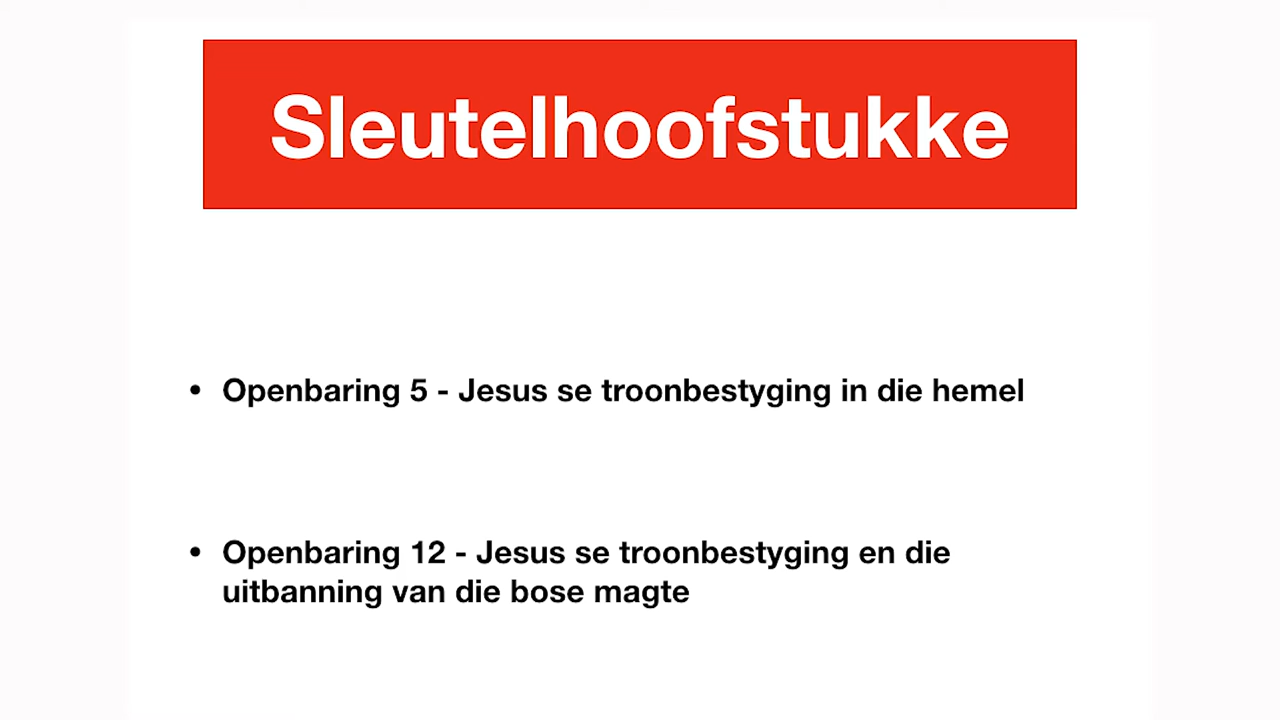 Sleutelhoofstukke
• Openbaring 5 - Jesus se troonbestyging in die hemel
• Openbaring 12 - Jesus se troonbestyging en die
uitbanning van die bose magte